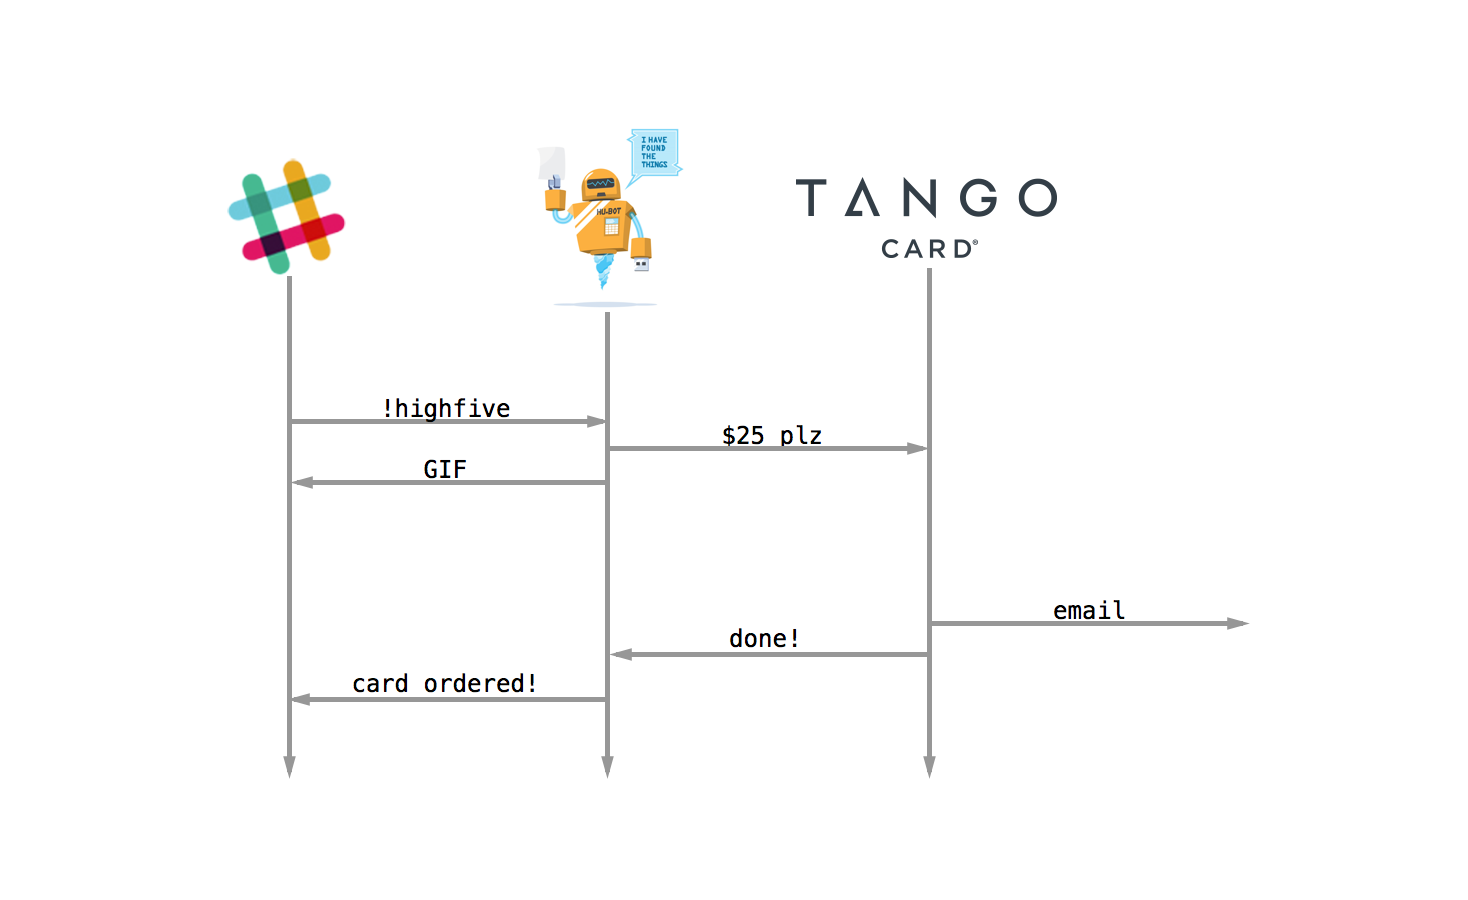 I HAVE
FOUND
THE
THINGS
HU-BOT
TANGO
CARD®
!highfive
$25 plz
GIF
email
done!
card ordered!